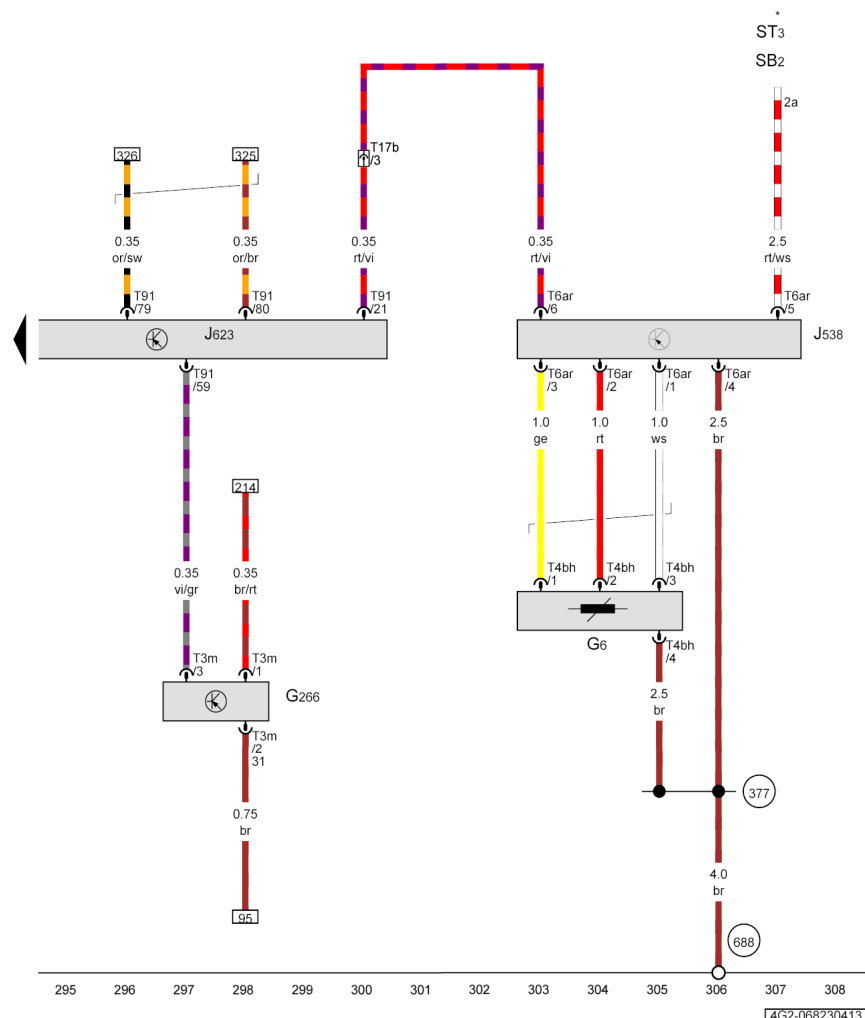 *
ST3
SB2
2a
T17b
/3
326
325
0.35
or/sw
0.35
or/br
0.35
rt/vi
0.35
rt/vi
2.5
rt/ws
T91
/79
T91
/80
T91
/21
T6ar
/6
T6ar
/5
J623
J538
T91
/59
T6ar
/3
T6ar
/2
T6ar
/1
T6ar
/4
1.0
ge
1.0
rt
1.0
ws
2.5
br
214
0.35
vi/gr
0.35
br/rt
T4bh
/1
T4bh
/2
T4bh
/3
G6
T4bh
/4
T3m
/3
T3m
/1
G266
2.5
br
T3m
/2
31
377
0.75
br
4.0
br
95
688
295 296 297 298 299 300 301 302 303 304 305 306 307 308
4G2-068230413